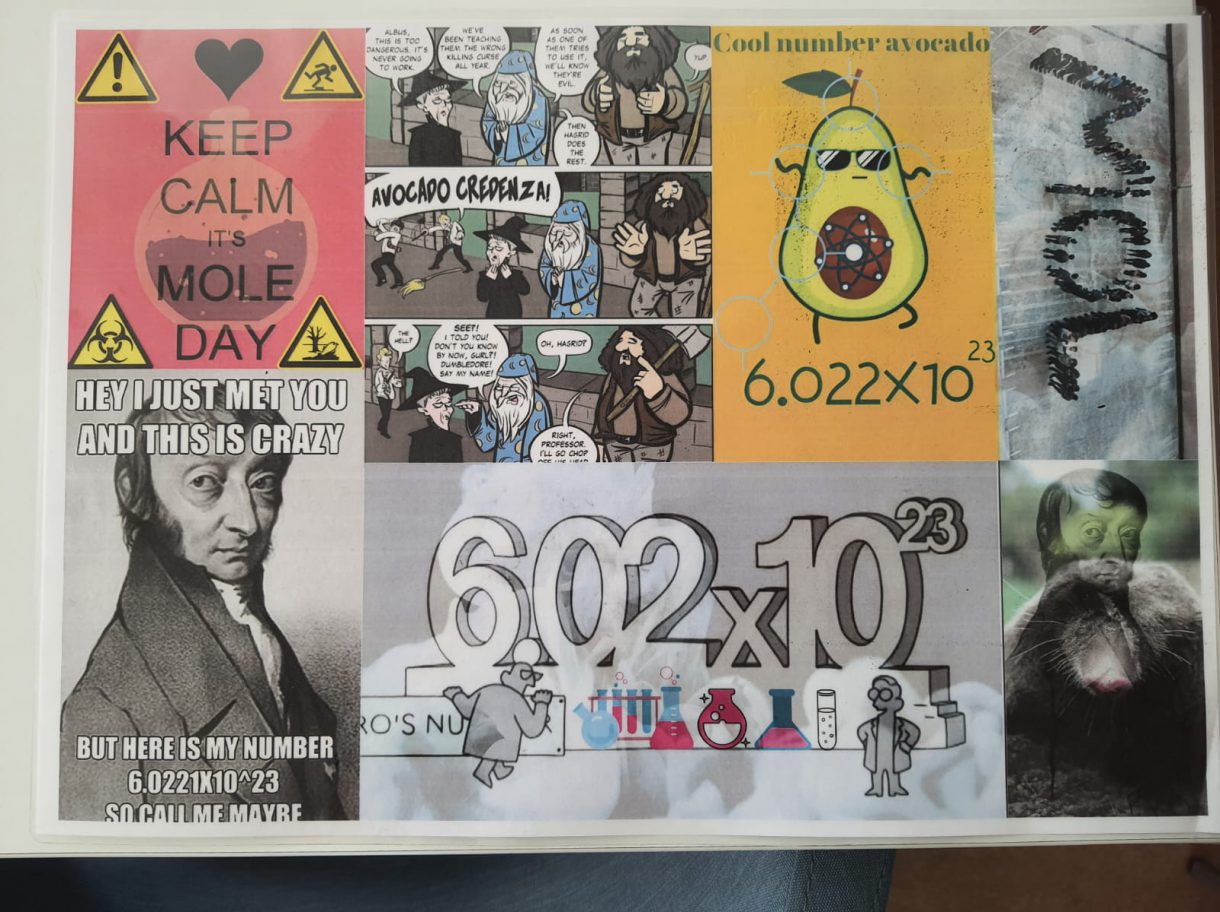 KEEP
CALM
IT'S
MOLE
DAY
ALBUS,
THIS IS TOO
DANGEROUS. IT'S
NEVER GOING
TO WORK.
WE'VE
BEEN TEACHING
THEM THE WRONG
KILLING CURSE
ALL YEAR.
AS SOON
AS ONE OF
THEM TRIES
TO USE IT,
WE'LL KNOW
THEY'RE
EVIL.
YUP.
THEN
HAGRID
DOES
THE
REST.
AVOCADO CREDENZA!
THE
HELL?
SEE?!
I TOLD YOU!
DON'T YOU KNOW
BY NOW, GURL?!
DUMBLEDORE!
SAY MY NAME!
OH, HAGRID?
RIGHT,
PROFESSOR.
I'LL GO CHOP
OFF HIS HEAD
Cool number avocado
6.022X10^23
MOL
HEY I JUST MET YOU
AND THIS IS CRAZY
BUT HERE IS MY NUMBER
6.0221X10^23
SO CALL ME MAYBE
6.02x10^23
RO'S NU R